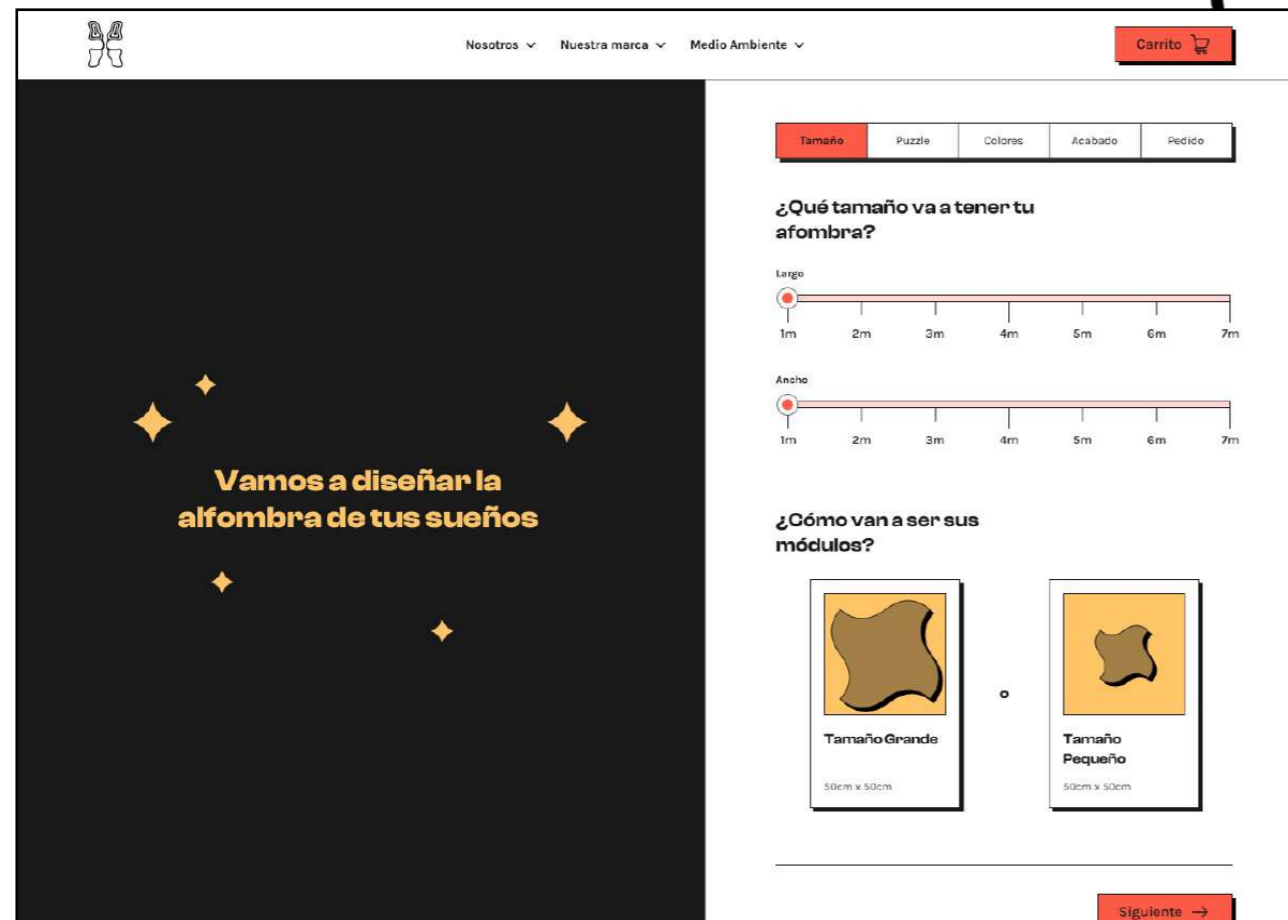 Nosotros
Nuestra marca
Medio Ambiente
Carrito
Tamaño
Puzzle
Colores
Acabado
Pedido
Vamos a diseñar la
alfombra de tus sueños
¿Qué tamaño va a tener tu
afombra?
Largo
1m 2m 3m 4m 5m 6m 7m
Ancho
1m 2m 3m 4m 5m 6m 7m
¿Cómo van a ser sus
módulos?
Tamaño Grande
50cm x 50cm
o
Tamaño
Pequeño
50cm x 50cm
Siguiente